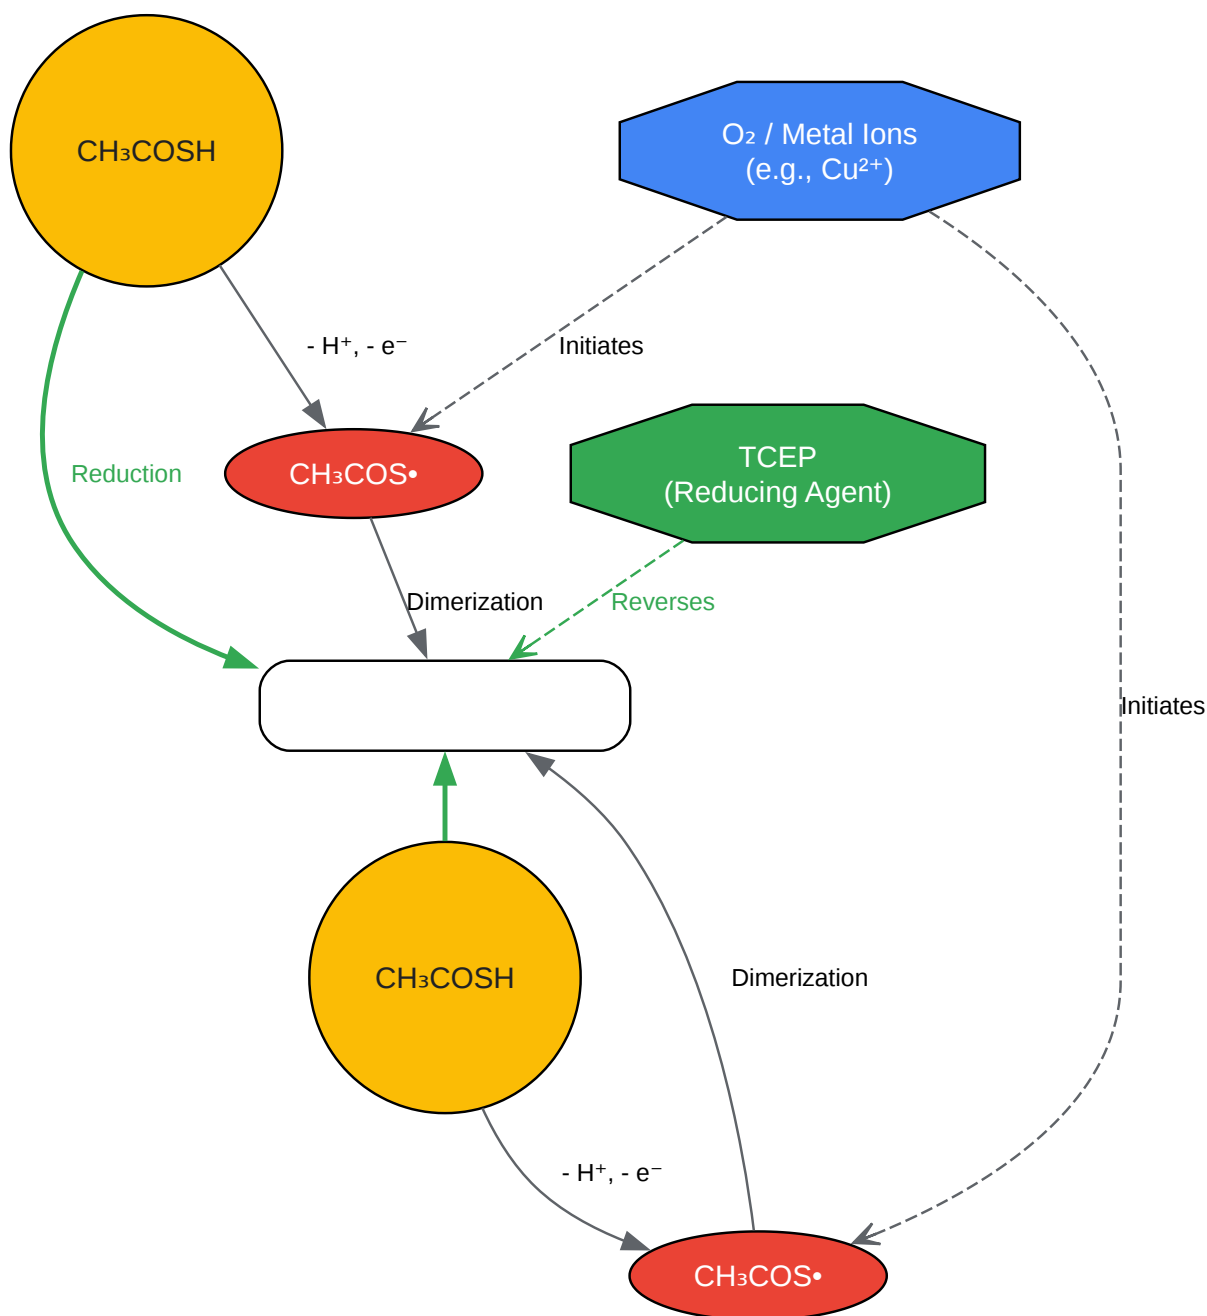 CH₃COSH
O₂ / Metal Ions
(e.g., Cu²⁺)
- H⁺, - e⁻
Initiates
Reduction
CH₃COS•
TCEP
(Reducing Agent)
Dimerization
Reverses
Initiates
CH₃COSH
Dimerization
- H⁺, - e⁻
CH₃COS•